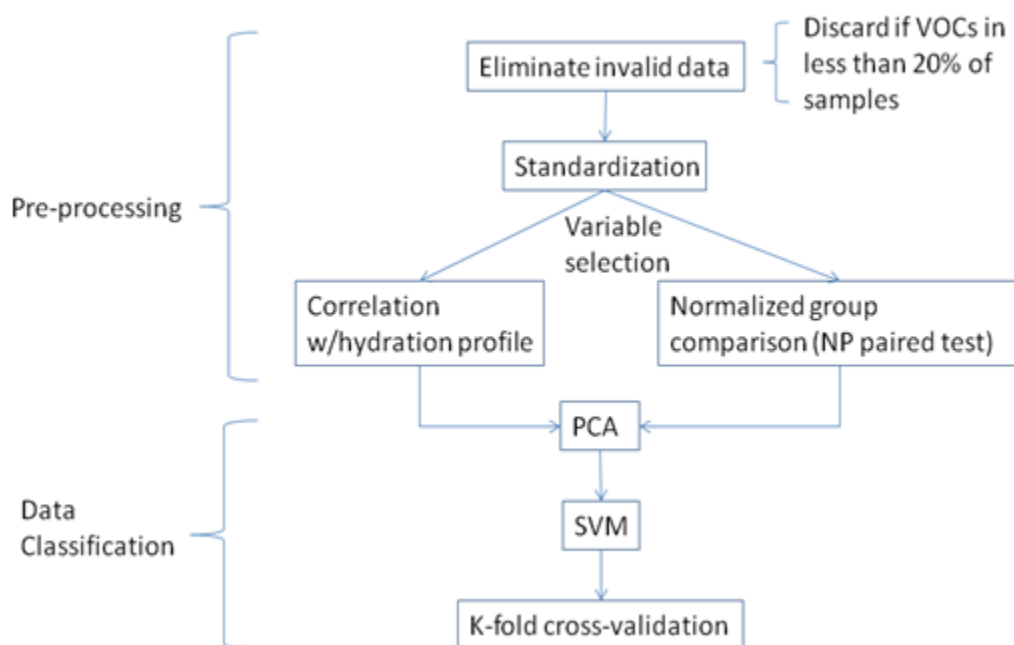 Discard if VOCs in
less than 20% of
samples
Eliminate invalid data
Standardization
Pre-processing
Variable
selection
Correlation
w/hydration profile
Normalized group
comparison (NP paired test)
PCA
Data
Classification
SVM
K-fold cross-validation